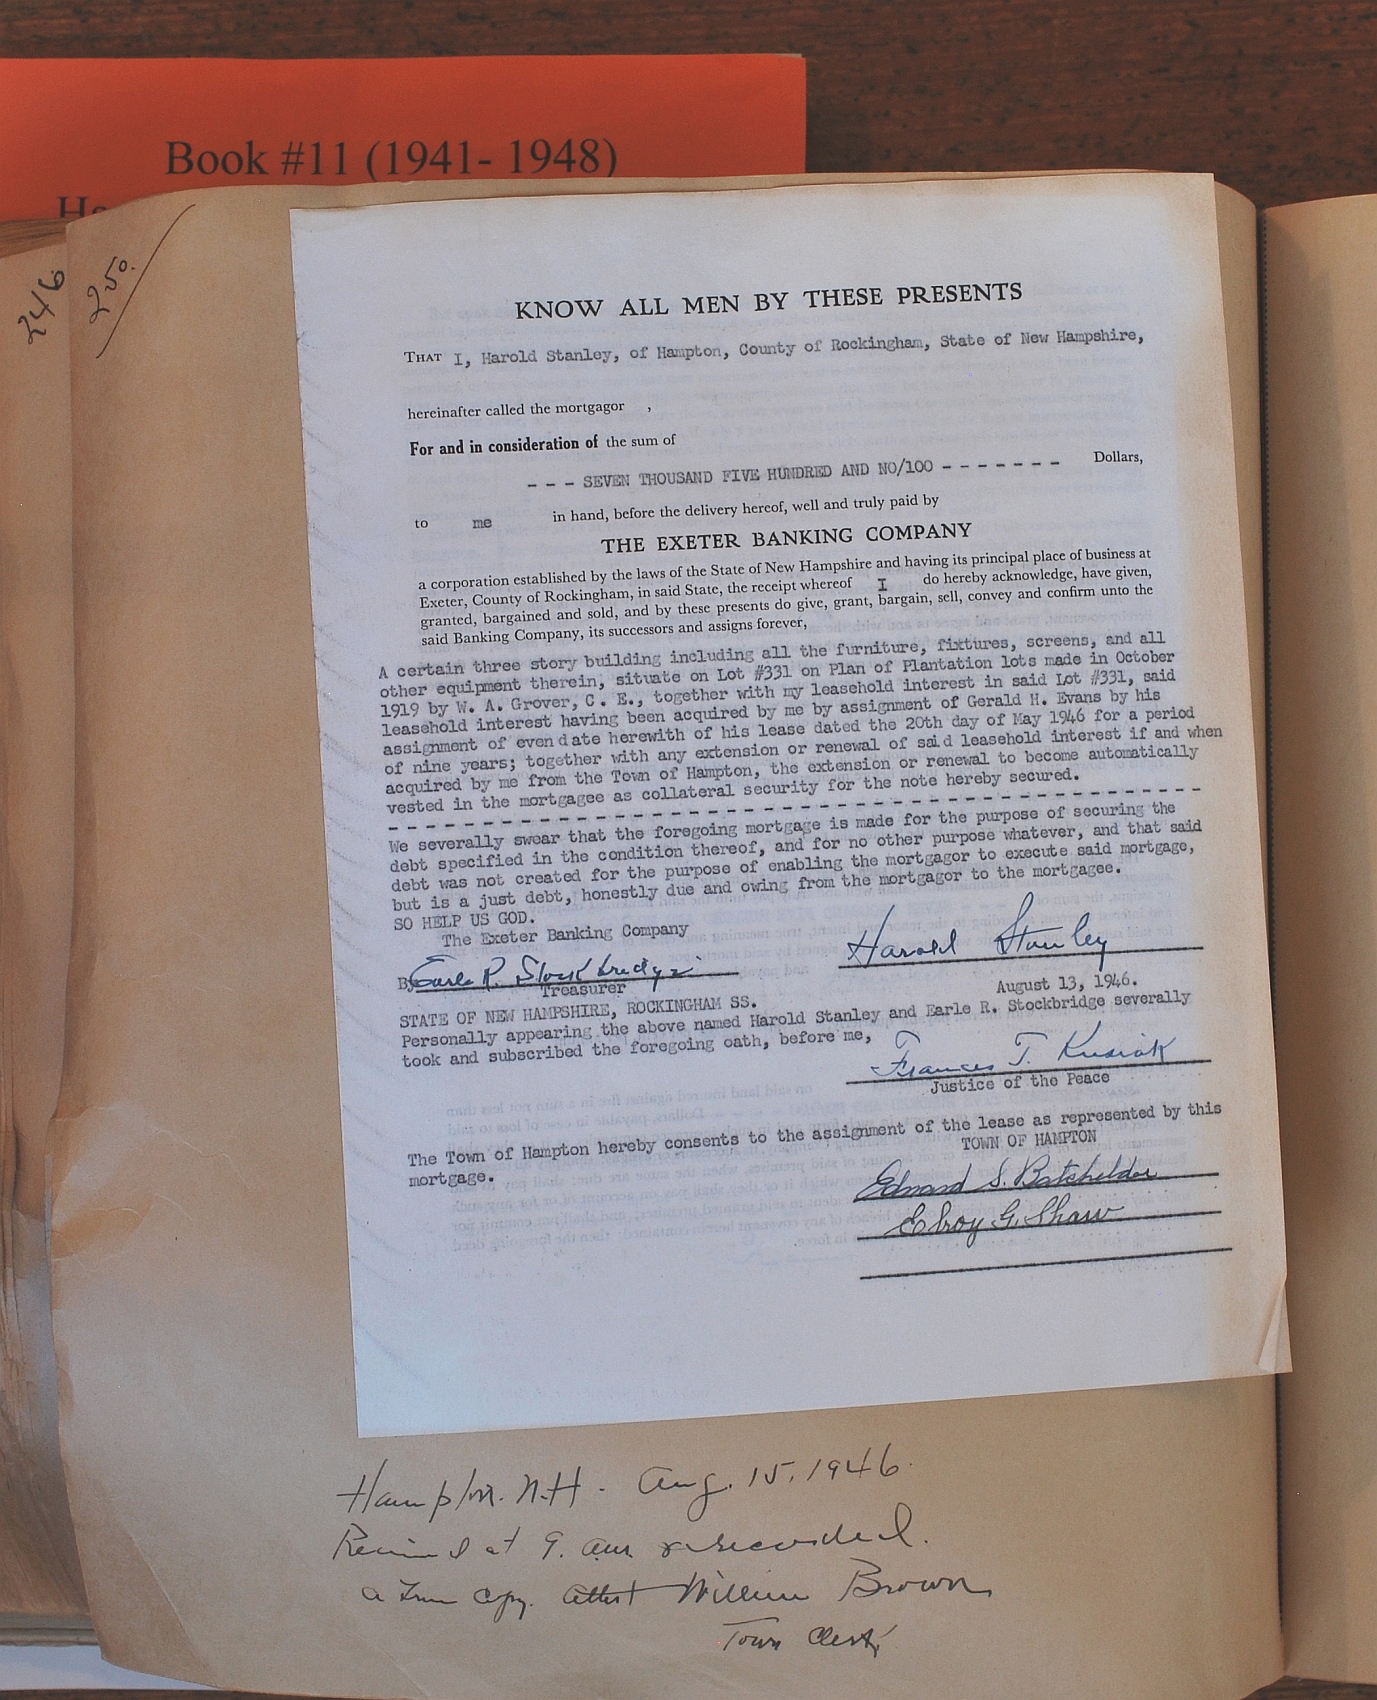 Book #11 (1941- 1948)
Ha
246
250.
KNOW ALL MEN BY THESE PRESENTS
THAT I, Harold Stanley, of Hampton, County of Rockingham, State of New Hampshire,
hereinafter called the mortgagor ,
For and in consideration of the sum of
- - - SEVEN THOUSAND FIVE HUNDRED AND NO/100 - - - - - - - Dollars,
to me in hand, before the delivery hereof, well and truly paid by
THE EXETER BANKING COMPANY
a corporation established by the laws of the State of New Hampshire and having its principal place of business at
Exeter, County of Rockingham, in said State, the receipt whereof I do hereby acknowledge, have given,
granted, bargained and sold, and by these presents do give, grant, bargain, sell, convey and confirm unto the
said Banking Company, its successors and assigns forever,
A certain three story building including all the furniture, fixtures, screens, and all
other equipment therein, situate on Lot #331 on Plan of Plantation lots made in October
1919 by W. A. Grover, C. E., together with my leasehold interest in said Lot #331, said
leasehold interest having been acquired by me by assignment of Gerald H. Evans by his
assignment of even date herewith of his lease dated the 20th day of May 1946 for a period
of nine years; together with any extension or renewal of said leasehold interest if and when
acquired by me from the Town of Hampton, the extension or renewal to become automatically
vested in the mortgagee as collateral security for the note hereby secured.
We severally swear that the foregoing mortgage is made for the purpose of securing the
debt specified in the condition thereof, and for no other purpose whatever, and that said
debt was not created for the purpose of enabling the mortgagor to execute said mortgage,
but is a just debt, honestly due and owing from the mortgagor to the mortgagee.
SO HELP US GOD.
The Exeter Banking Company
Harold Stanley
By Earle R. Stockbridge
Treasurer
August 13, 1946.
STATE OF NEW HAMPSHIRE, ROCKINGHAM SS.
Personally appearing the above named Harold Stanley and Earle R. Stockbridge severally
took and subscribed the foregoing oath, before me,
Frances T. Kusiak
Justice of the Peace
The Town of Hampton hereby consents to the assignment of the lease as represented by this
mortgage.
TOWN OF HAMPTON
Edward S. Batchelder
Elroy G. Shaw
Hampton. N.H. - Aug. 15, 1946.
Received at 9. am & recorded.
a True Copy. Attest William Brown
Town Clerk